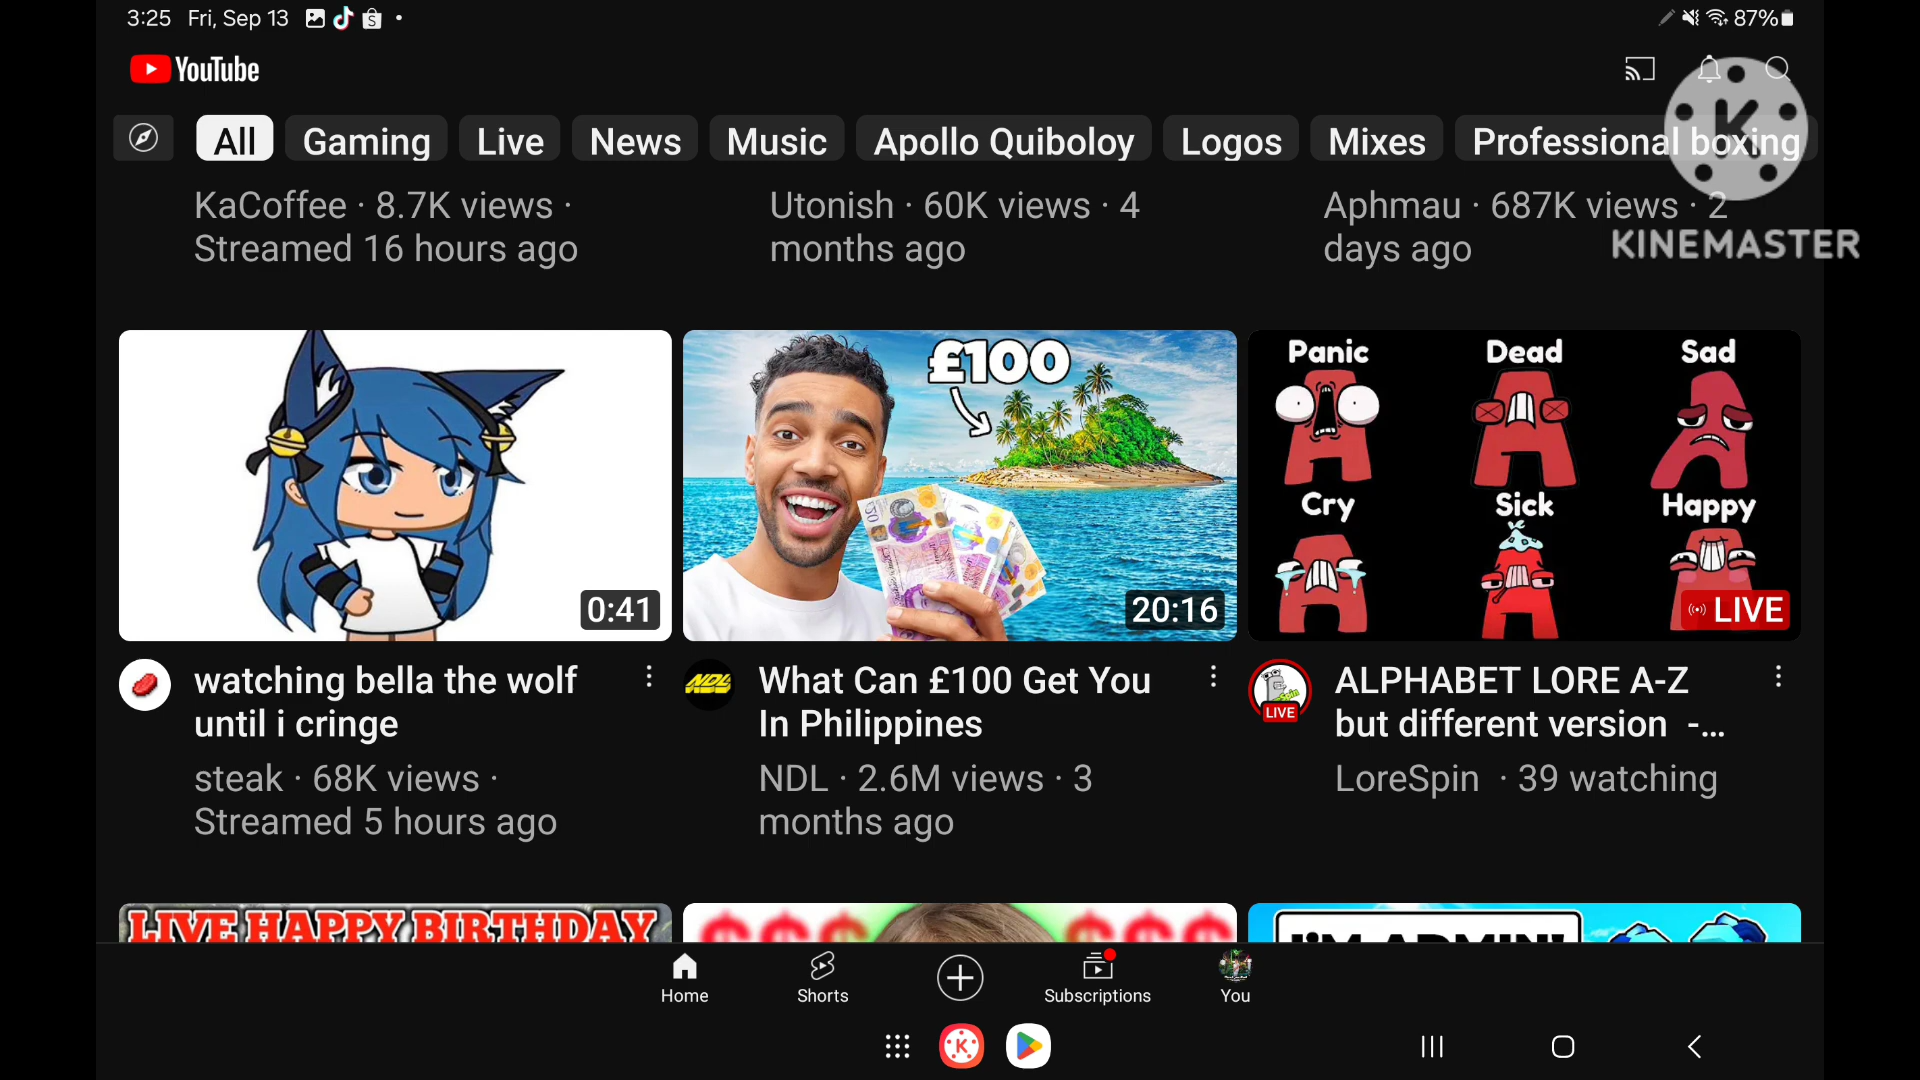 3:25 Fri, Sep 13
87%
YouTube
All Gaming Live News Music Apollo Quiboloy Logos Mixes Professional boxing
K
KINEMASTER
KaCoffee · 8.7K views ·
Streamed 16 hours ago
Utonish · 60K views · 4
months ago
Aphmau · 687K views · 2
days ago
0:41
£100
20:16
Panic Dead Sad
Cry Sick Happy
LIVE
watching bella the wolf
until i cringe
steak · 68K views ·
Streamed 5 hours ago
NDL
What Can £100 Get You
In Philippines
NDL · 2.6M views · 3
months ago
LIVE
ALPHABET LORE A-Z
but different version -...
LoreSpin · 39 watching
LIVE HAPPY BIRTHDAY
$$$ $$$
I'M ADMIN!
Home Shorts Subscriptions You
K